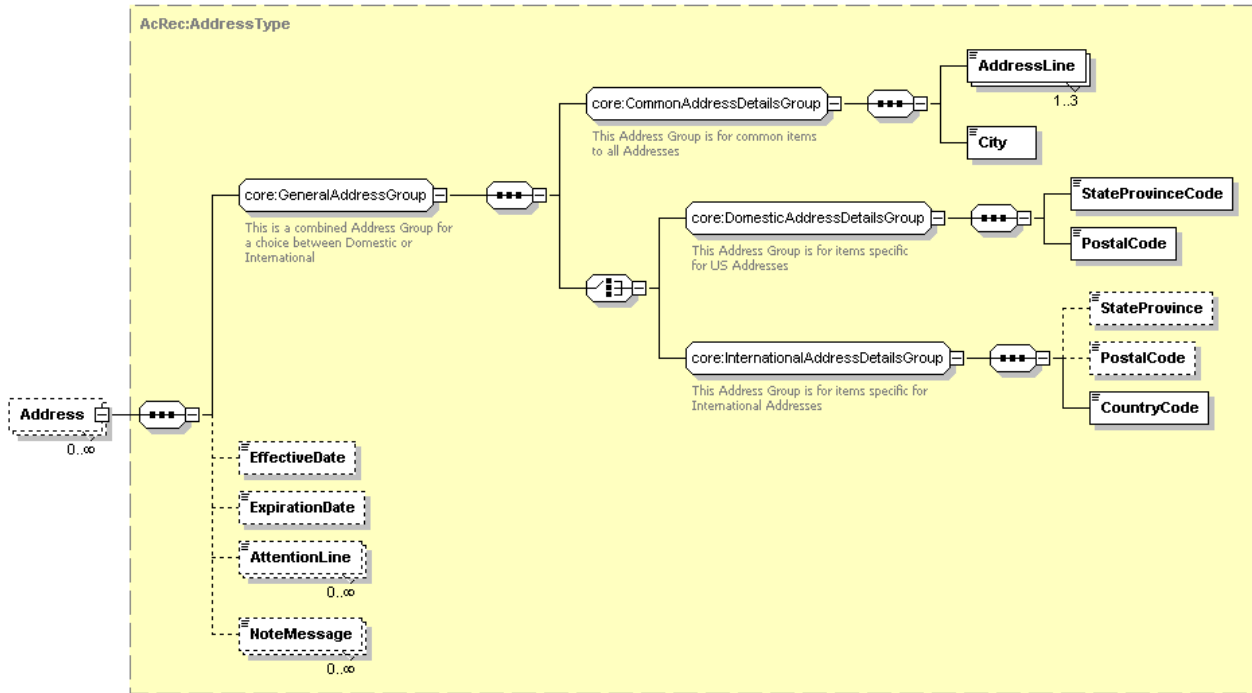 AcRec:AddressType
AddressLine
1..3
core:CommonAddressDetailsGroup
This Address Group is for common items
to all Addresses
City
core:GeneralAddressGroup
This is a combined Address Group for
a choice between Domestic or
International
StateProvinceCode
core:DomesticAddressDetailsGroup
This Address Group is for items specific
for US Addresses
PostalCode
StateProvince
core:InternationalAddressDetailsGroup
This Address Group is for items specific for
International Addresses
PostalCode
CountryCode
Address
0..∞
EffectiveDate
ExpirationDate
AttentionLine
0..∞
NoteMessage
0..∞